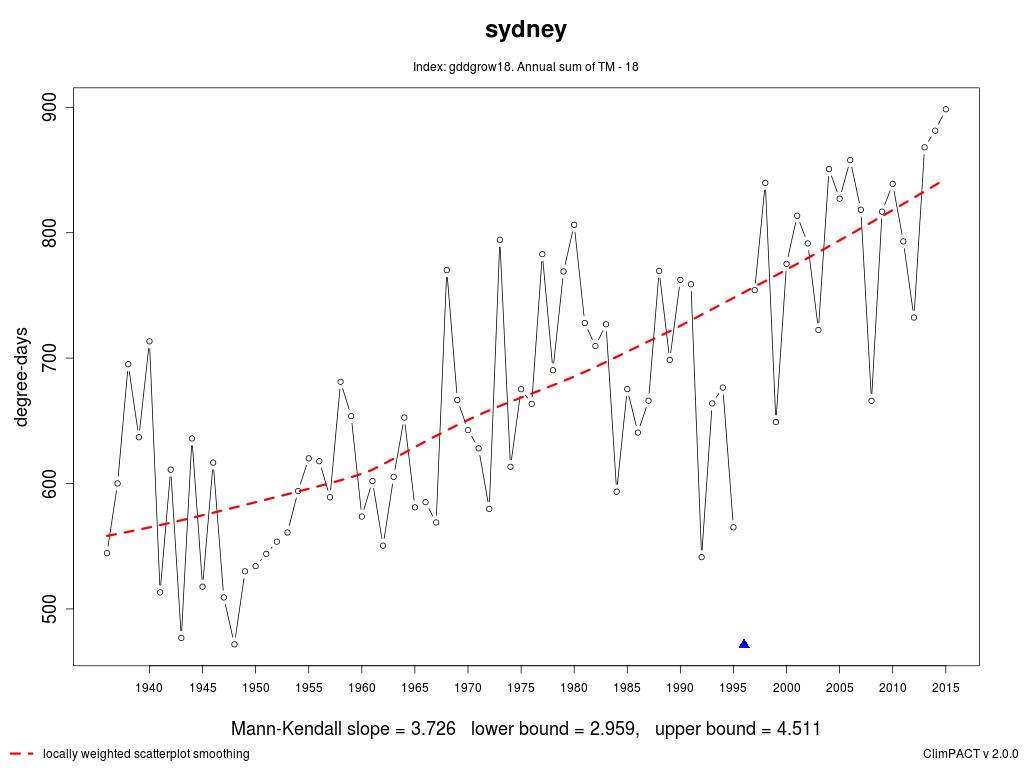 sydney
Index: gddgrow18. Annual sum of TM - 18
degree-days
900
800
700
600
500
1940 1945 1950 1955 1960 1965 1970 1975 1980 1985 1990 1995 2000 2005 2010 2015
Mann-Kendall slope = 3.726 lower bound = 2.959, upper bound = 4.511
locally weighted scatterplot smoothing
ClimPACT v 2.0.0